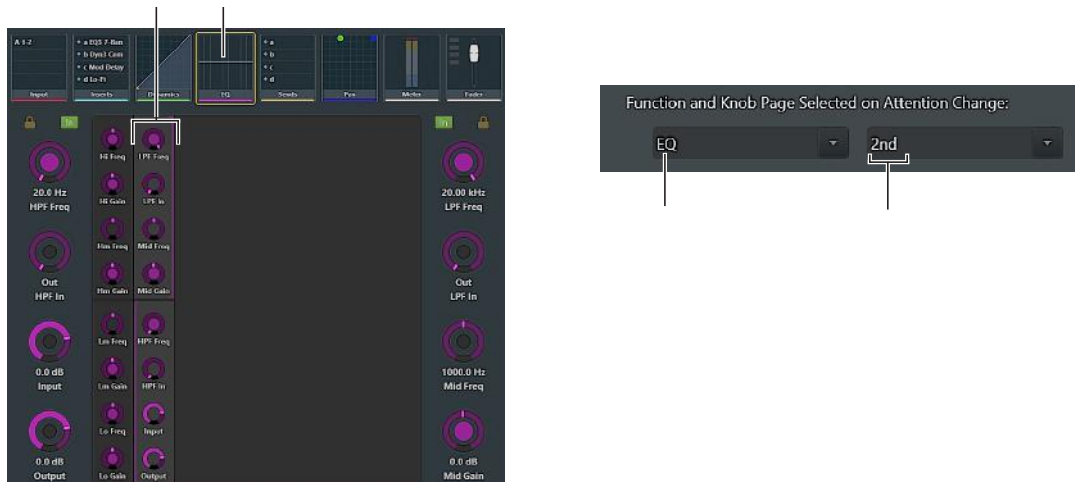 A 1-2
+ a EQ3 7-Ban
+ b Dyn3 Com
+ c Mod Delay
+ d Lo-Fi
+ a
+ b
+ c
+ d
Input
Inserts
Dynamics
EQ
Sends
Pan
Meter
Fader
In
In
20.0 Hz
HPF Freq
Out
HPF In
0.0 dB
Input
0.0 dB
Output
Hi Freq
LPF Freq
Hi Gain
LPF In
Hm Freq
Mid Freq
Hm Gain
Mid Gain
Lm Freq
HPF Freq
Lm Gain
HPF In
Lo Freq
Input
Lo Gain
Output
20.00 kHz
LPF Freq
Out
LPF In
1000.0 Hz
Mid Freq
0.0 dB
Mid Gain
Function and Knob Page Selected on Attention Change:
EQ
2nd